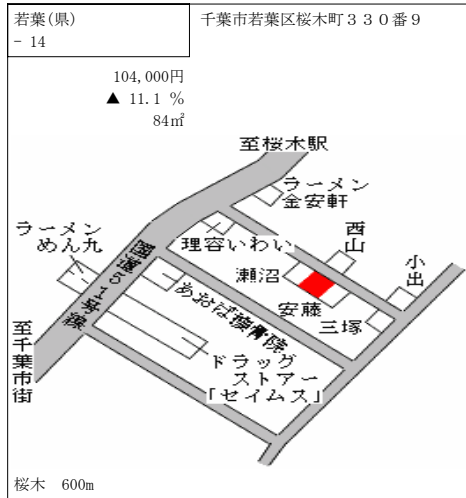 若葉(県)
- 14
千葉市若葉区桜木町３３０番９
104,000円
▲ 11.1 %
84㎡
至桜木駅
ラーメン
金安軒
ラーメン
めん九
理容いわい
西山
小出
瀬沼
安藤
三塚
国道５１号線
あおば接骨院
至千葉市街
ドラッグ
ストアー
「セイムス」
桜木 600m